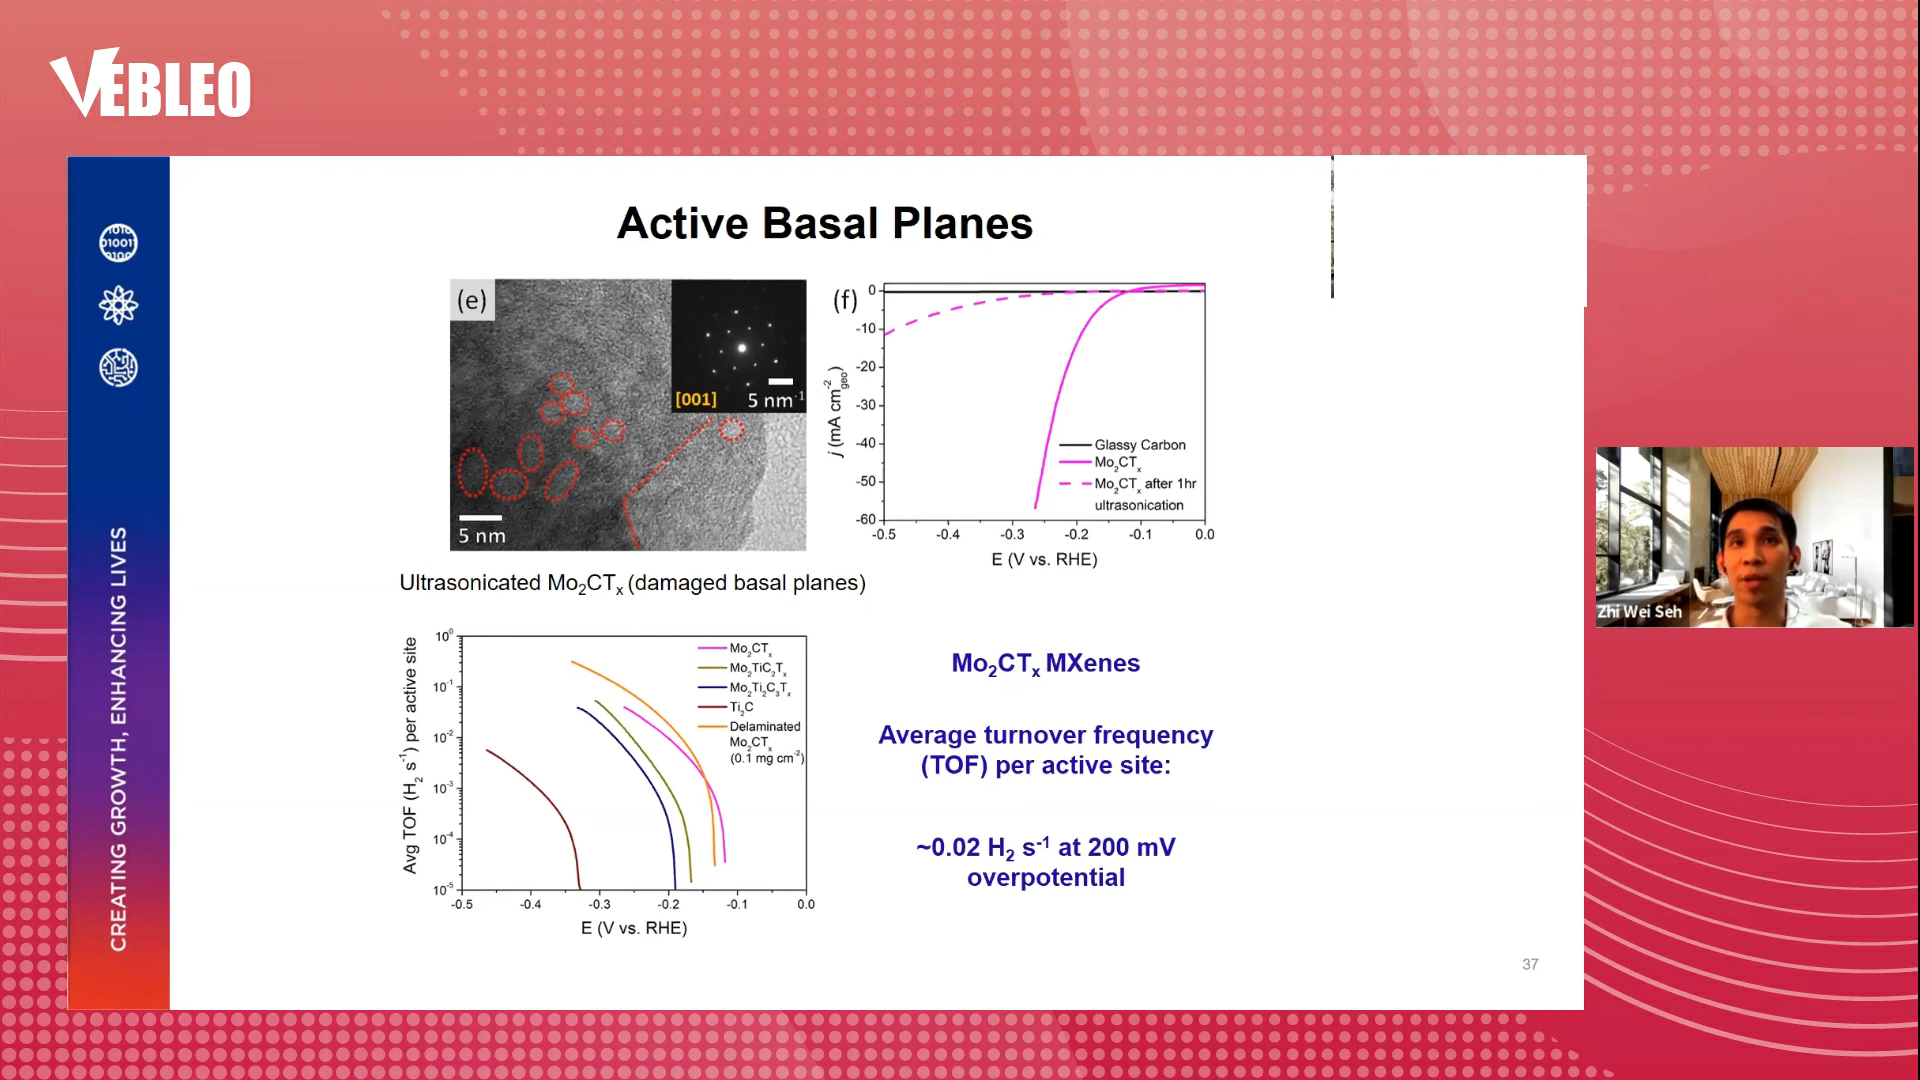 VEBLEO
CREATING GROWTH, ENHANCING LIVES
Active Basal Planes
(e)
[001]
5 nm⁻¹
5 nm
Ultrasonicated Mo₂CTₓ (damaged basal planes)
(f)
j (mA cm⁻²geo)
0
-10
-20
-30
-40
-50
-60
-0.5 -0.4 -0.3 -0.2 -0.1 0.0
E (V vs. RHE)
Glassy Carbon
Mo₂CTₓ
Mo₂CTₓ after 1hr
ultrasonication
Avg TOF (H₂ s⁻¹) per active site
10⁰
10⁻¹
10⁻²
10⁻³
10⁻⁴
10⁻⁵
-0.5 -0.4 -0.3 -0.2 -0.1 0.0
E (V vs. RHE)
Mo₂CTₓ
Mo₂TiC₂Tₓ
Mo₂Ti₂C₃Tₓ
Ti₂C
Delaminated
Mo₂CTₓ
(0.1 mg cm⁻²)
Mo₂CTₓ MXenes
Average turnover frequency
(TOF) per active site:
~0.02 H₂ s⁻¹ at 200 mV
overpotential
37
Zhi Wei Seh